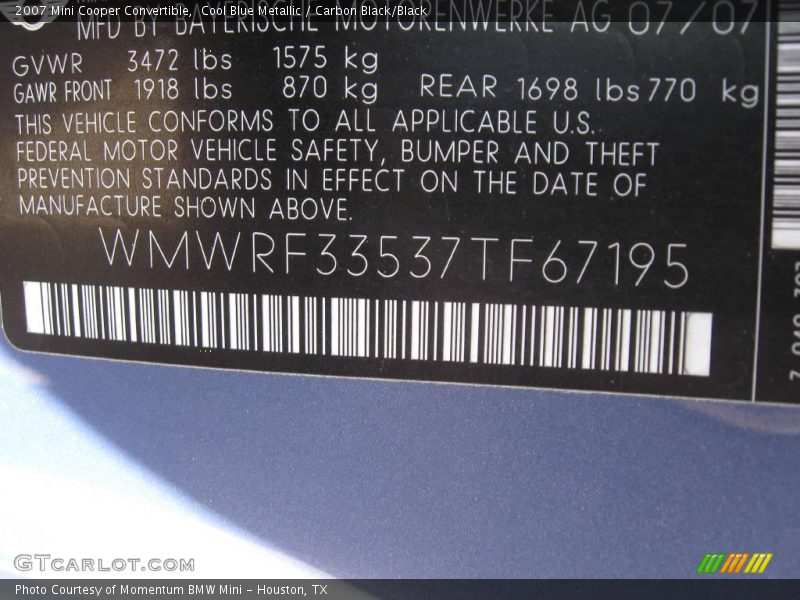 2007 Mini Cooper Convertible, Cool Blue Metallic / Carbon Black/Black
MFD BY BAYERISCHE MOTORENWERKE AG 07/07
GVWR 3472 lbs 1575 kg
GAWR FRONT 1918 lbs 870 kg REAR 1698 lbs 770 kg
THIS VEHICLE CONFORMS TO ALL APPLICABLE U.S.
FEDERAL MOTOR VEHICLE SAFETY, BUMPER AND THEFT
PREVENTION STANDARDS IN EFFECT ON THE DATE OF
MANUFACTURE SHOWN ABOVE.
WMWRF33537TF67195
GTCARLOT.COM
Photo Courtesy of Momentum BMW Mini - Houston, TX